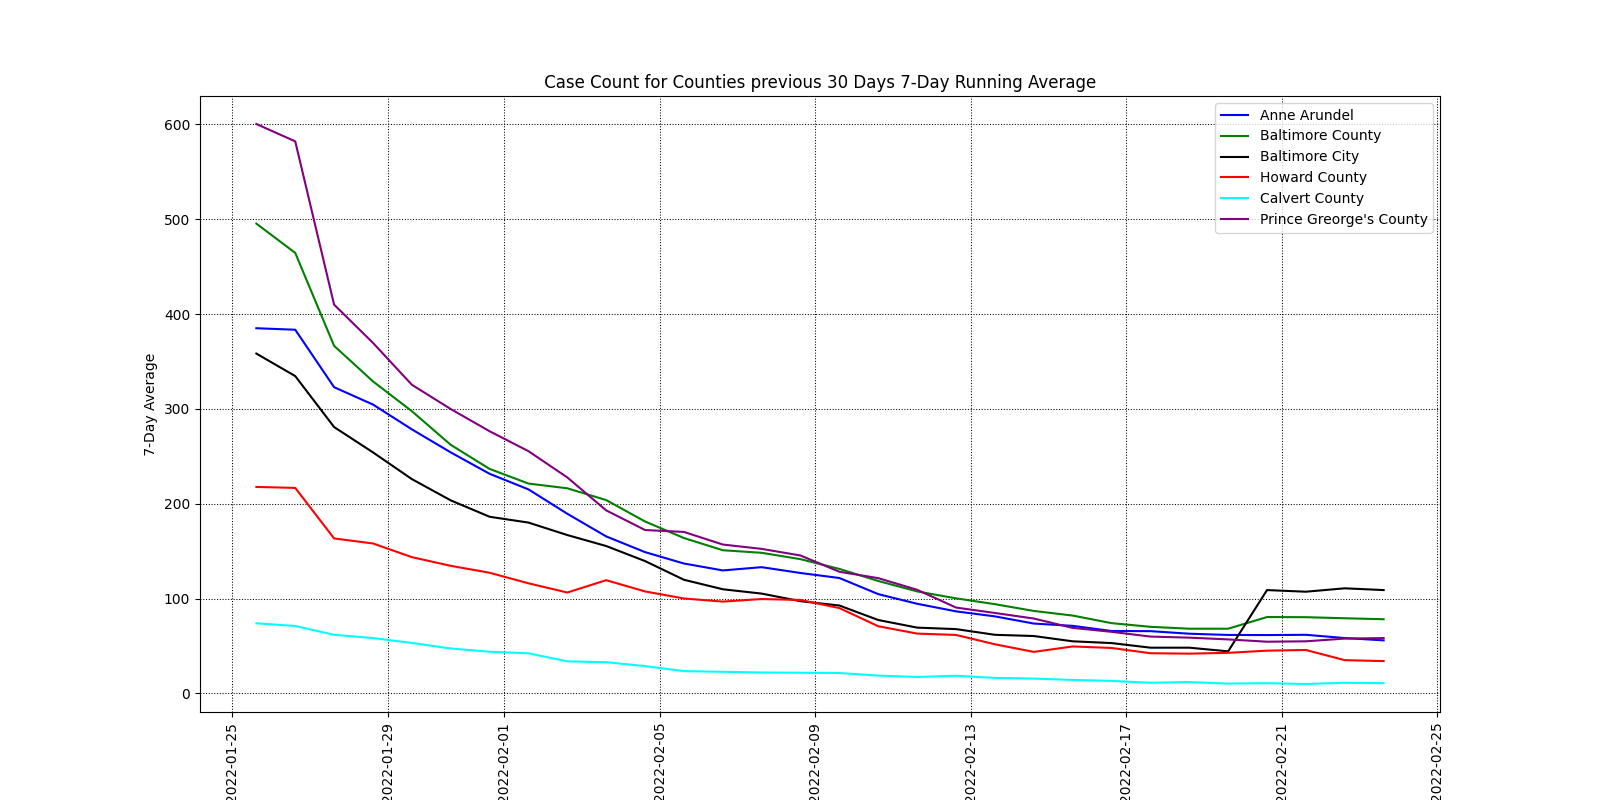 Case Count for Counties previous 30 Days 7-Day Running Average
7-Day Average
600
500
400
300
200
100
0
Anne Arundel
Baltimore County
Baltimore City
Howard County
Calvert County
Prince Greorge's County
2022-01-25
2022-01-29
2022-02-01
2022-02-05
2022-02-09
2022-02-13
2022-02-17
2022-02-21
2022-02-25